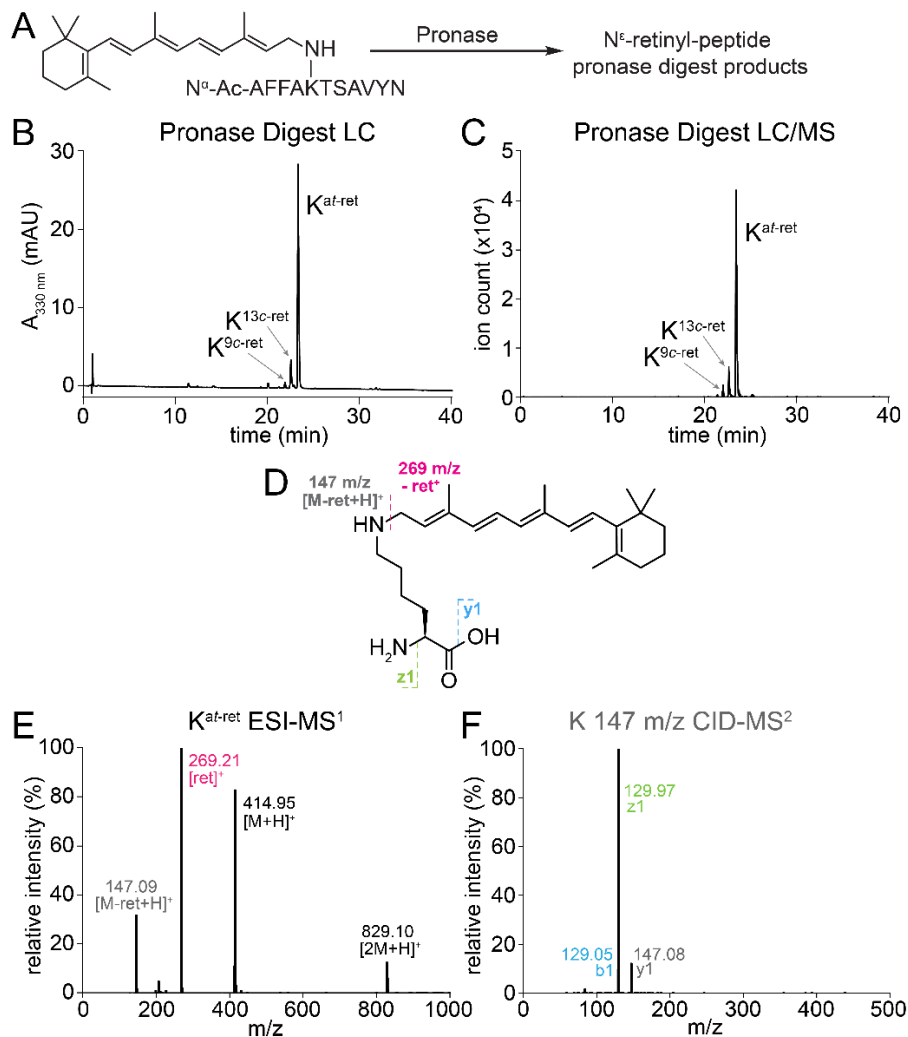 A
NH
Nα-Ac-AFFAKTSAVYN
Pronase
Nε-retinyl-peptide
pronase digest products
B
Pronase Digest LC
30
20
10
0
A330 nm (mAU)
Kat-ret
K13c-ret
K9c-ret
0
10
20
30
40
time (min)
C
Pronase Digest LC/MS
5
4
3
2
1
0
ion count (x10⁴)
Kat-ret
K13c-ret
K9c-ret
0
10
20
30
40
time (min)
D
147 m/z
[M-ret+H]+
269 m/z
- ret+
HN
y1
H2N
OH
z1
O
E
Kat-ret ESI-MS¹
100
80
60
40
20
0
relative intensity (%)
269.21
[ret]+
414.95
[M+H]+
147.09
[M-ret+H]+
829.10
[2M+H]+
0
200
400
600
800
1000
m/z
F
K 147 m/z CID-MS²
100
80
60
40
20
0
relative intensity (%)
129.97
z1
129.05
b1
147.08
y1
0
100
200
300
400
500
m/z